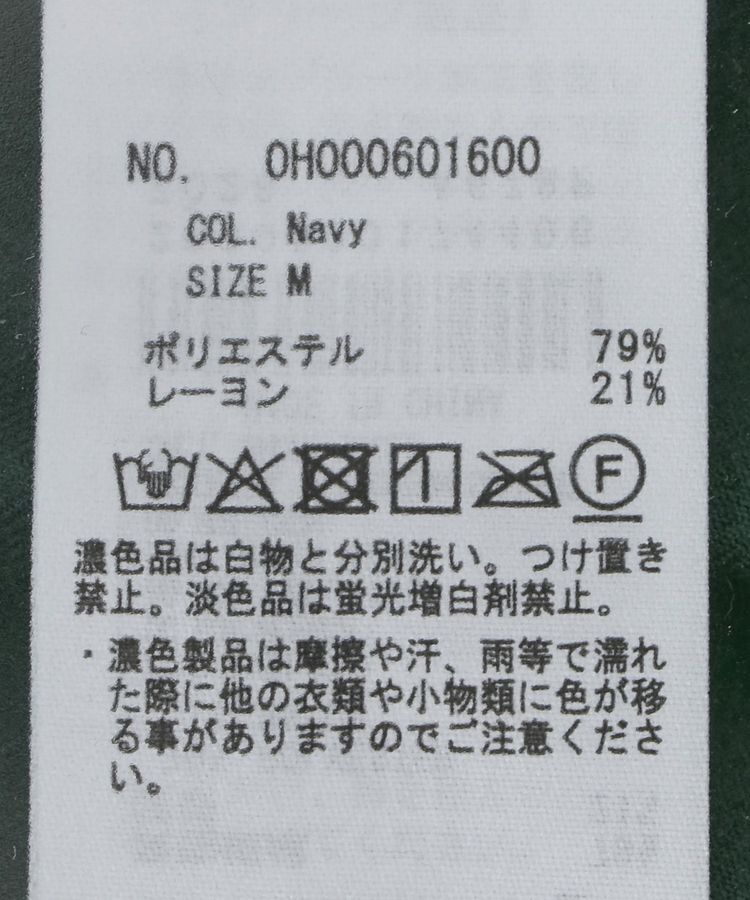 NO. OH000601600
COL. Navy
SIZE M
ポリエステル 79%
レーヨン 21%
F
濃色品は白物と分別洗い。つけ置き
禁止。淡色品は蛍光増白剤禁止。
・濃色製品は摩擦や汗、雨等で濡れ
た際に他の衣類や小物類に色が移
る事がありますのでご注意くださ
い。